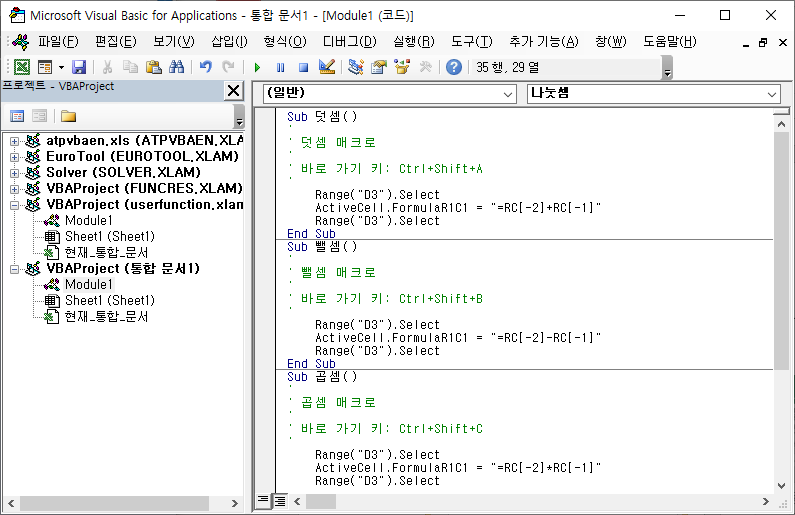 Microsoft Visual Basic for Applications - 통합 문서1 - [Module1 (코드)]
파일(F) 편집(E) 보기(V) 삽입(I) 형식(O) 디버그(D) 실행(R) 도구(T) 추가 기능(A) 창(W) 도움말(H)
35 행, 29 열
프로젝트 - VBAProject
atpvbaen.xls (ATPVBAEN.XLA
EuroTool (EUROTOOL.XLAM)
Solver (SOLVER.XLAM)
VBAProject (FUNCRES.XLAM)
VBAProject (userfunction.xlam
Module1
Sheet1 (Sheet1)
현재_통합_문서
VBAProject (통합 문서1)
Module1
Sheet1 (Sheet1)
현재_통합_문서
(일반) 나눗셈
Sub 덧셈()
'
' 덧셈 매크로
'
' 바로 가기 키: Ctrl+Shift+A
'
Range("D3").Select
ActiveCell.FormulaR1C1 = "=RC[-2]+RC[-1]"
Range("D3").Select
End Sub
Sub 뺄셈()
'
' 뺄셈 매크로
'
' 바로 가기 키: Ctrl+Shift+B
'
Range("D3").Select
ActiveCell.FormulaR1C1 = "=RC[-2]-RC[-1]"
Range("D3").Select
End Sub
Sub 곱셈()
'
' 곱셈 매크로
'
' 바로 가기 키: Ctrl+Shift+C
'
Range("D3").Select
ActiveCell.FormulaR1C1 = "=RC[-2]*RC[-1]"
Range("D3").Select